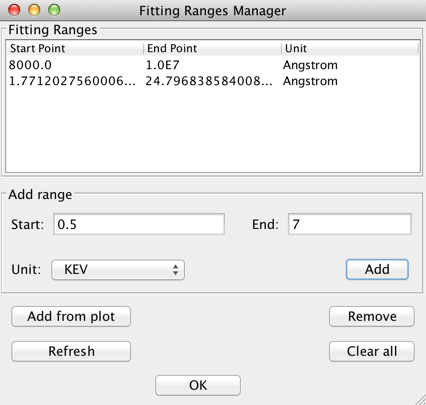 Fitting Ranges Manager
Fitting Ranges
Start Point End Point Unit
8000.0 1.0E7 Angstrom
1.7712027560006... 24.796838584008... Angstrom
Add range
Start: 0.5 End: 7
Unit: KEV Add
Add from plot Remove
Refresh Clear all
OK